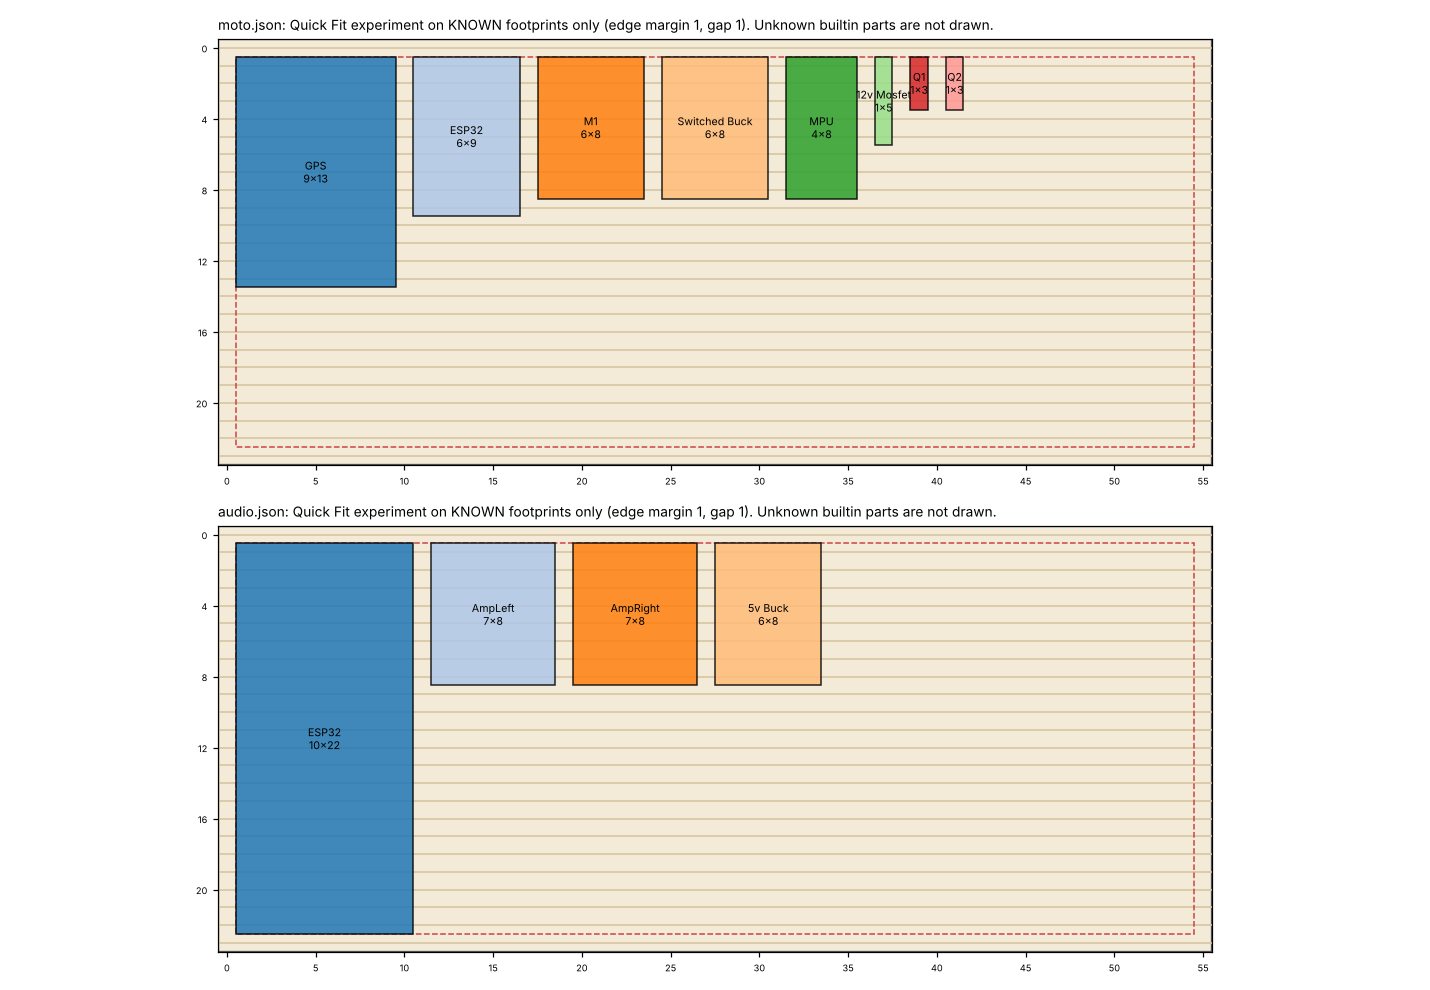 moto.json: Quick Fit experiment on KNOWN footprints only (edge margin 1, gap 1). Unknown builtin parts are not drawn.
0
4
8
12
16
20
GPS
9×13
ESP32
6×9
M1
6×8
Switched Buck
6×8
MPU
4×8
12v Mosfet
1×5
Q1
1×3
Q2
1×3
0 5 10 15 20 25 30 35 40 45 50 55
audio.json: Quick Fit experiment on KNOWN footprints only (edge margin 1, gap 1). Unknown builtin parts are not drawn.
0
4
8
12
16
20
ESP32
10×22
AmpLeft
7×8
AmpRight
7×8
5v Buck
6×8
0 5 10 15 20 25 30 35 40 45 50 55